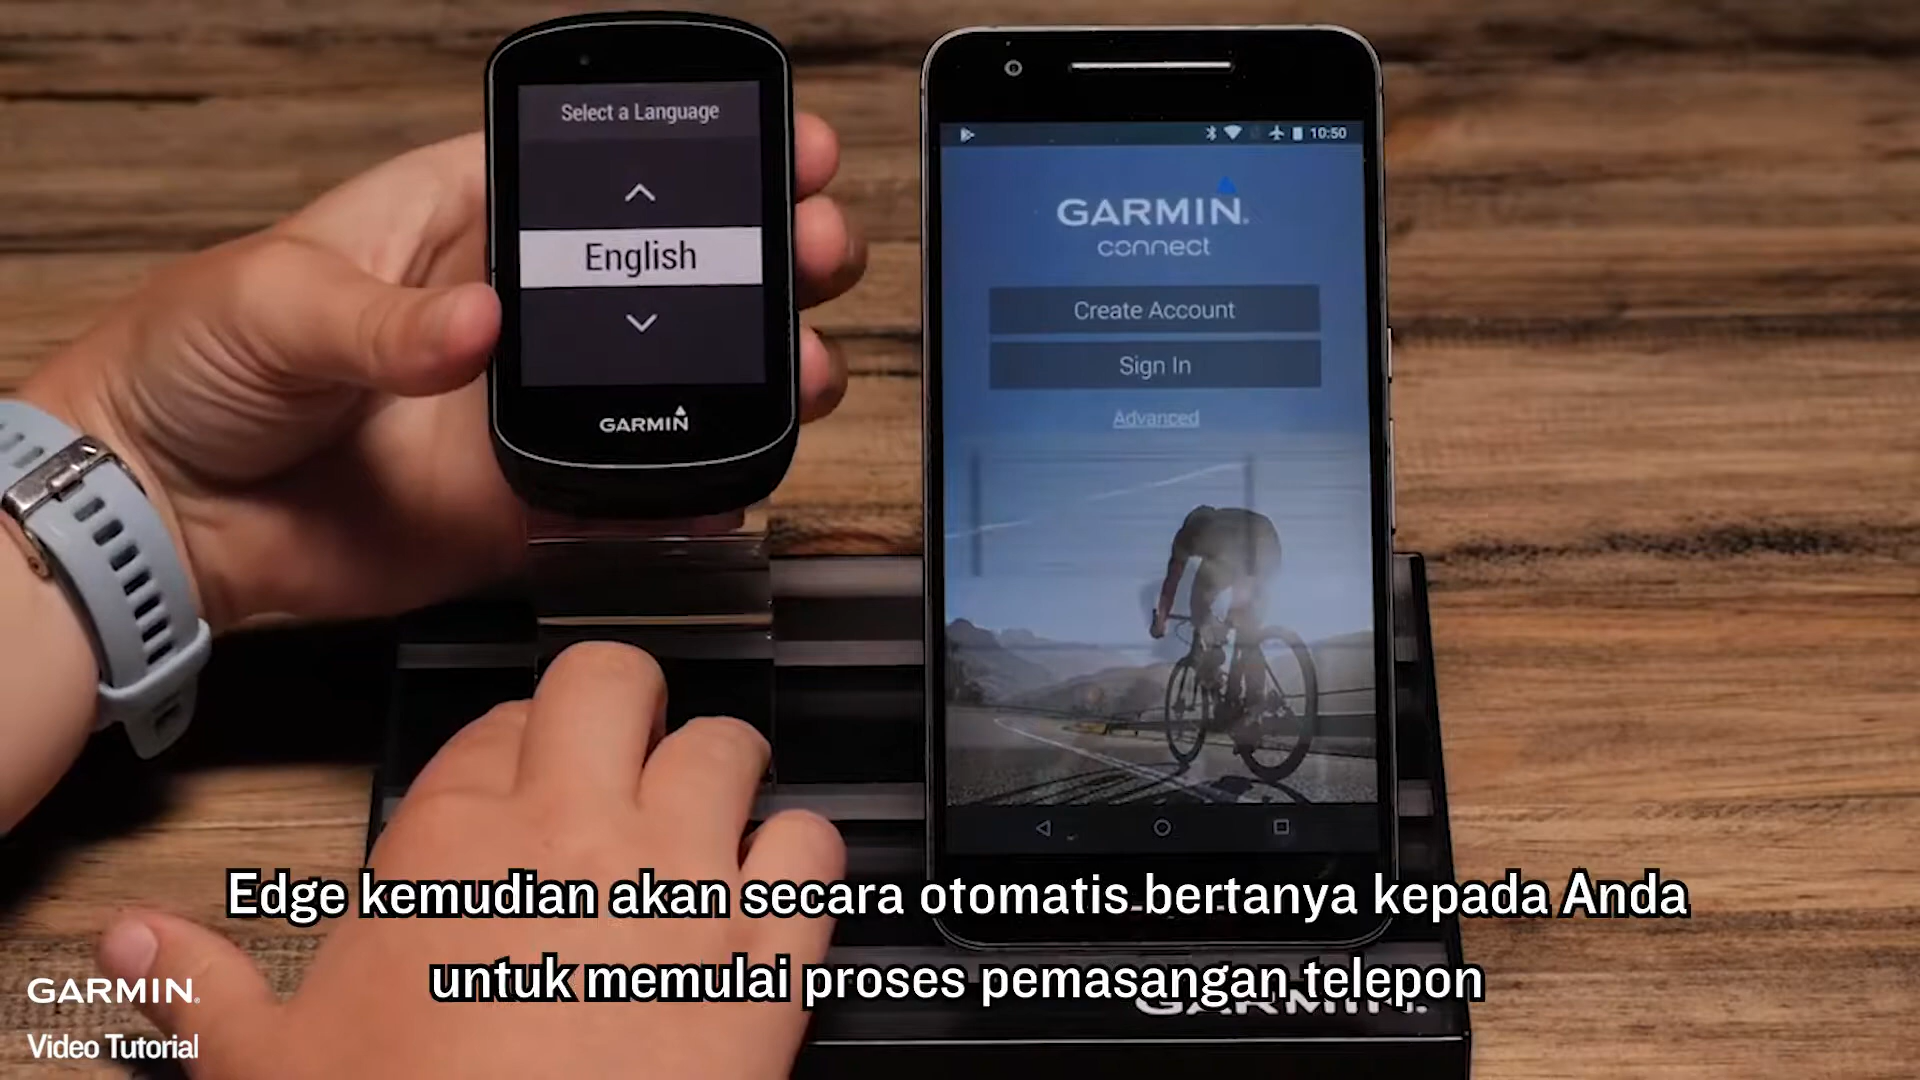 Select a Language
English
GARMIN
10:50
GARMIN
connect
Create Account
Sign In
Advanced
Edge kemudian akan secara otomatis bertanya kepada Anda
untuk memulai proses pemasangan telepon
GARMIN
GARMIN
Video Tutorial